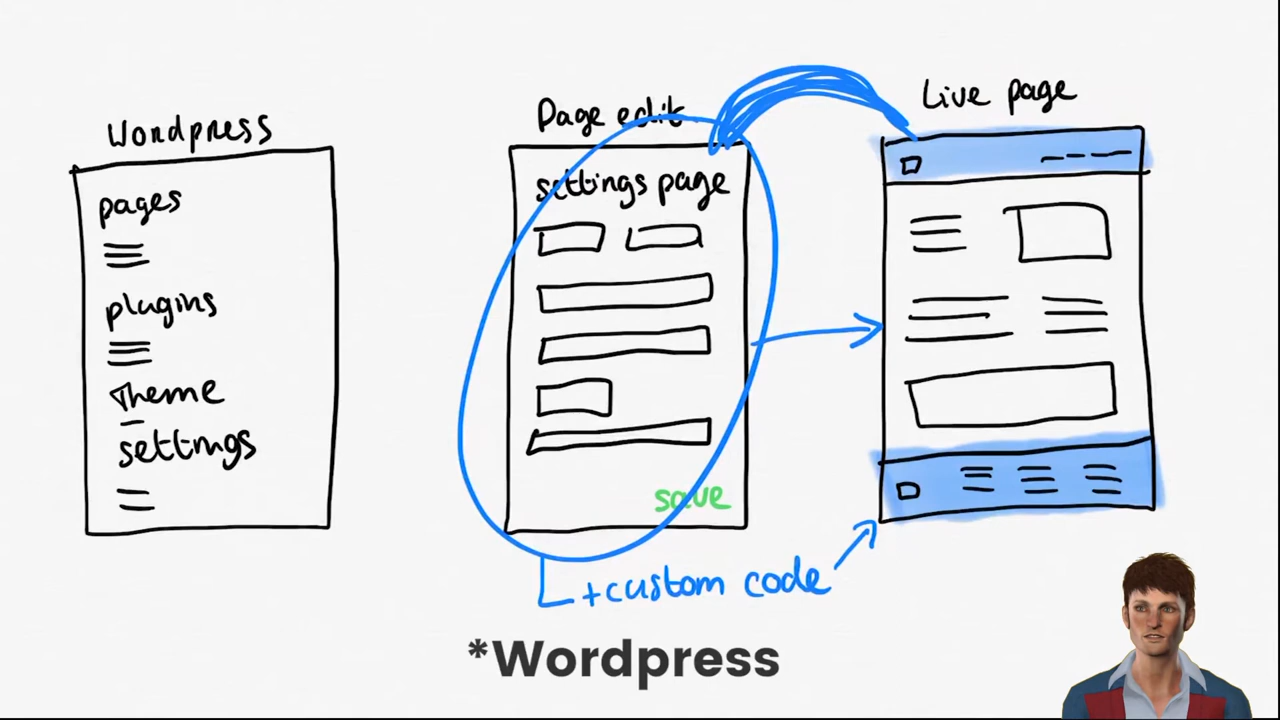 Wordpress
pages
plugins
Theme
settings
Page edit
settings page
save
Live page
+custom code
*Wordpress